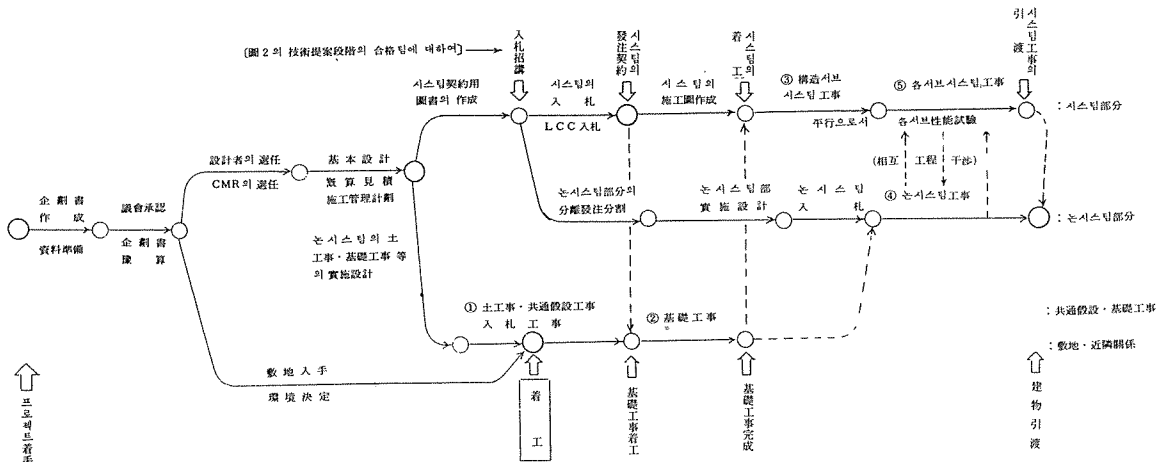 〔圖2의 技術提案段階의 合格팀에 대하여〕
入札招講
시스팀의
發注契約
시스팀의
着工
시스팀工事의
引渡
시스팀契約用
圖書의 作成
시스팀의
入札
LCC入札
시스팀의
施工圖作成
③ 構造서브
시스팀工事
平行으로서
⑤ 各서브시스팀工事
各서브性能試驗
:시스팀部分
設計者의 選任
CMR의 選任
基本設計
概算見積
施工管理計劃
(相互 工程 干渉)
企劃書
作成
資料準備
議會承認
企劃書
豫算
논시스팀部分의
分離發注分割
논시스팀部
實施設計
논시스팀
入札
④ 논시스팀工事
:논시스팀部分
논시스팀의 土
工事·基礎工事 等
의 實施設計
① 土工事·共通假設工事
入札 工事
② 基礎工事
:共通假設·基礎工事
:敷地·近隣關係
敷地入手
環境決定
프로젝트着手
着工
基礎工事着工
基礎工事完成
建物引渡